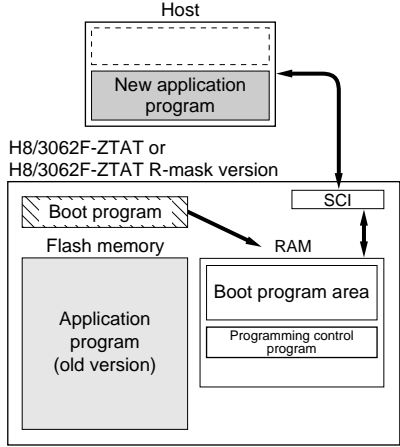 Host
New application
program
H8/3062F-ZTAT or
H8/3062F-ZTAT R-mask version
SCI
Boot program
Flash memory
RAM
Application
program
(old version)
Boot program area
Programming control
program